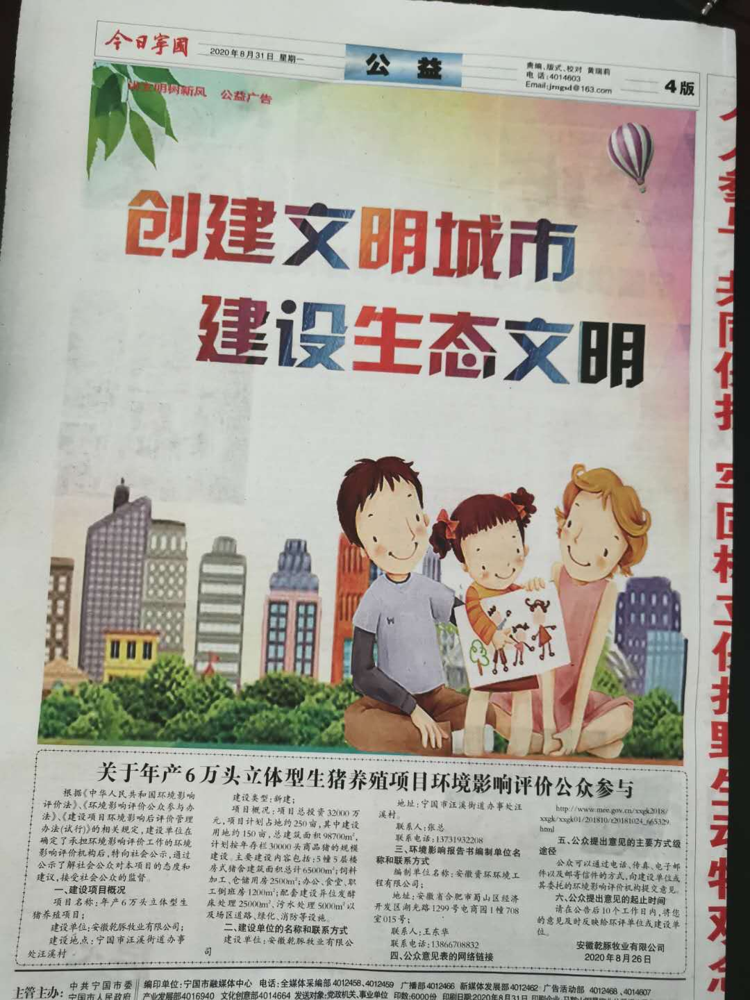 今日宁国
2020年8月31日 星期一
公益
责编、版式、校对 黄瑞莉
电 话:4014603
Email:jrngsd@163.com
4版
讲文明树新风 公益广告
创建文明城市
建设生态文明
关于年产6万头立体型生猪养殖项目环境影响评价公众参与
根据《中华人民共和国环境影响
评价法》、《环境影响评价公众参与办
法》、《建设项目环境影响后评价管理
办法(试行)》的相关规定,建设单位在
确定了承担环境影响评价工作的环境
影响评价机构后,特向社会公示,通过
公示了解社会公众对本项目的态度和
建议,接受社会公众的监督。
一、建设项目概况
项目名称:年产6万头立体型生
猪养殖项目;
建设单位:安徽乾豚牧业有限公司;
建设地点:宁国市汪溪街道办事
处汪溪村
建设类型:新建;
项目概况:项目总投资32000万
元,项目计划占地约250亩,其中建设
用地约150亩,总建筑面积98700m²,
计划按年存栏30000头商品猪的规模
建设。主要建设内容包括:5幢5层楼
房式猪舍建筑面积总计65000m²;饲料
加工、仓储用房2500m²;办公、食堂、职
工倒班房1200m²;配套建设异位发酵
床处理25000m²,污水处理5000m²以
及场区道路、绿化、消防等设施。
二、建设单位的名称和联系方式
建设单位:安徽乾豚牧业有限公
司
地址:宁国市汪溪街道办事处汪
溪村。
联系人:张总
联系电话:13731932208
三、环境影响报告书编制单位名
称和联系方式
编制单位名称:安徽资环环境工
程有限公司;
地址:安徽省合肥市蜀山区经济
开发区湖光路1299号电商园1幢708
室015号;
联系人:王东华
联系电话:13866708832
四、公众意见表的网络链接
http://www.mee.gov.cn/xxgk2018/
xxgk/xxgk01/201810/t20181024_665329.
html
五、公众提出意见的主要方式级
途径
公众可以通过电话、传真、电子邮
件以及邮寄信件的方式,向建设单位或
其委托的环境影响评价机构提交意见。
六、公众提出意见的起止时间
请在公告后10个工作日内,将您
的意见及时反映给环评单位或建设单
位。
安徽乾豚牧业有限公司
2020年8月26日
主管主办:
中共宁国市委
宁国市人民政府
编印单位:宁国市融媒体中心 电话:全媒体采编部4012458、4012459 广播部4012466 新媒体发展部4012462 广告活动部 4012468、4014607
产业发展部4016940 文化创意部4014664 发送对象:党政机关、事业单位 印数:6000份 印刷日期:2020年8月31日